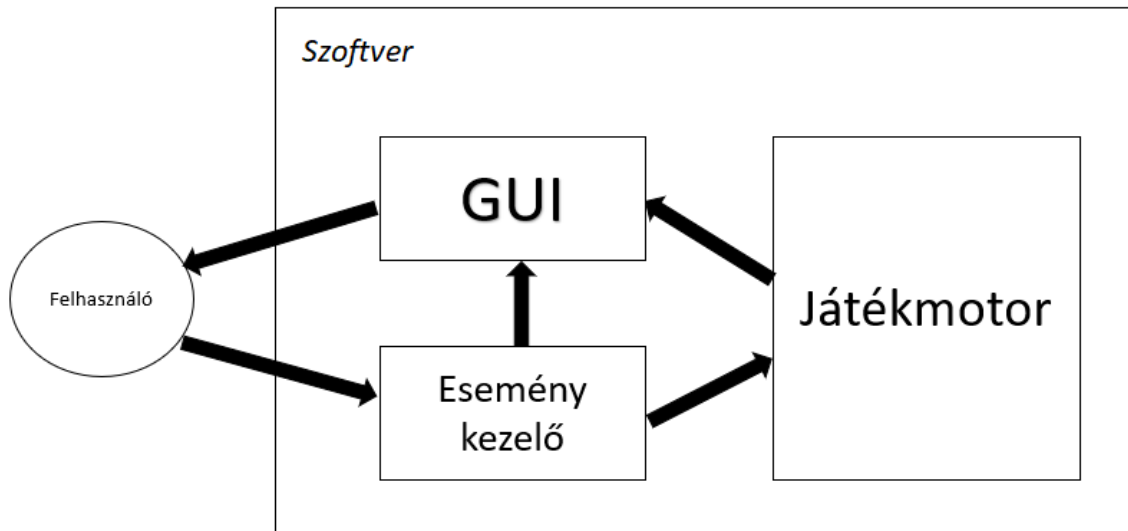 Szoftver
GUI
Felhasználó
Játékmotor
Esemény
kezelő